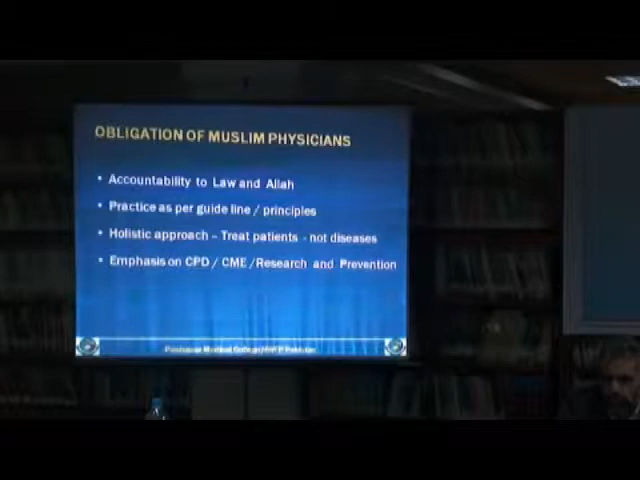 OBLIGATION OF MUSLIM PHYSICIANS
• Accountability to Law and Allah
• Practice as per guide line / principles
• Holistic approach – Treat patients - not diseases
• Emphasis on CPD / CME /Research and Prevention